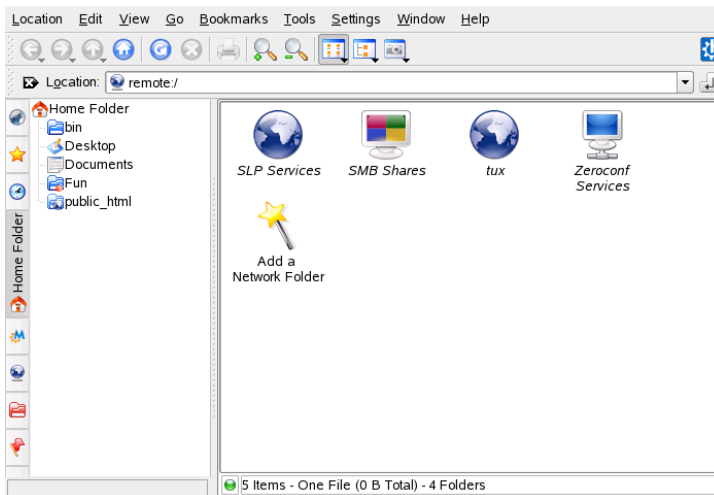 Location Edit View Go Bookmarks Tools Settings Window Help
Location: remote:/
Home Folder
bin
Desktop
Documents
Fun
public_html
Home Folder
SLP Services SMB Shares tux Zeroconf
Services
Add a
Network Folder
5 Items - One File (0 B Total) - 4 Folders